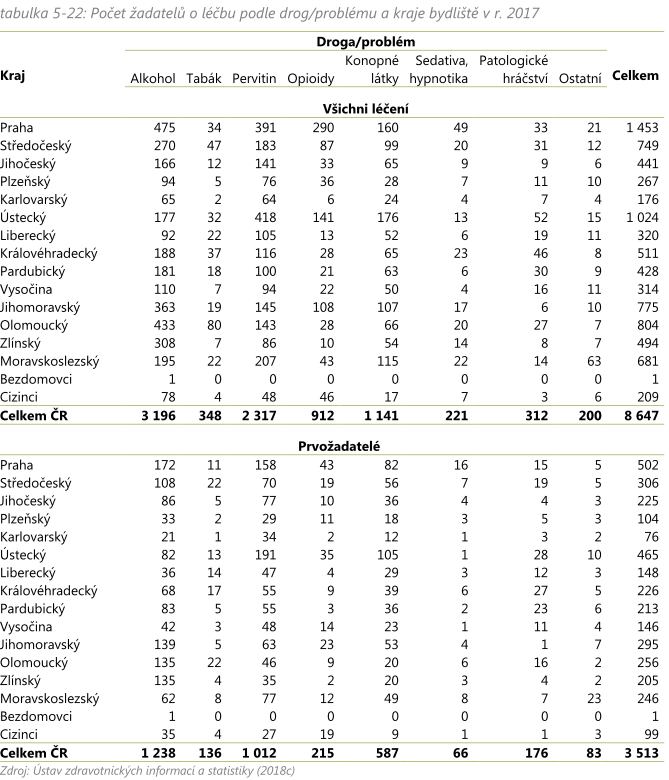 tabulka 5-22: Počet žadatelů o léčbu podle drog/problému a kraje bydliště v r. 2017
Droga/problém
Kraj Alkohol Tabák Pervitin Opioidy Konopné látky Sedativa, hypnotika Patologické hráčství Ostatní Celkem
Všichni léčení
Praha 475 34 391 290 160 49 33 21 1 453
Středočeský 270 47 183 87 99 20 31 12 749
Jihočeský 166 12 141 33 65 9 9 6 441
Plzeňský 94 5 76 36 28 7 11 10 267
Karlovarský 65 2 64 6 24 4 7 4 176
Ústecký 177 32 418 141 176 13 52 15 1 024
Liberecký 92 22 105 13 52 6 19 11 320
Královéhradecký 188 37 116 28 65 23 46 8 511
Pardubický 181 18 100 21 63 6 30 9 428
Vysočina 110 7 94 22 50 4 16 11 314
Jihomoravský 363 19 145 108 107 17 6 10 775
Olomoucký 433 80 143 28 66 20 27 7 804
Zlínský 308 7 86 10 54 14 8 7 494
Moravskoslezský 195 22 207 43 115 22 14 63 681
Bezdomovci 1 0 0 0 0 0 0 0 1
Cizinci 78 4 48 46 17 7 3 6 209
Celkem ČR 3 196 348 2 317 912 1 141 221 312 200 8 647
Prvožadatelé
Praha 172 11 158 43 82 16 15 5 502
Středočeský 108 22 70 19 56 7 19 5 306
Jihočeský 86 5 77 10 36 4 4 3 225
Plzeňský 33 2 29 11 18 3 5 3 104
Karlovarský 21 1 34 2 12 1 3 2 76
Ústecký 82 13 191 35 105 1 28 10 465
Liberecký 36 14 47 4 29 3 12 3 148
Královéhradecký 68 17 55 9 39 6 27 5 226
Pardubický 83 5 55 3 36 2 23 6 213
Vysočina 42 3 48 14 23 1 11 4 146
Jihomoravský 139 5 63 23 53 4 1 7 295
Olomoucký 135 22 46 9 20 6 16 2 256
Zlínský 135 4 35 2 20 3 4 2 205
Moravskoslezský 62 8 77 12 49 8 7 23 246
Bezdomovci 1 0 0 0 0 0 0 0 1
Cizinci 35 4 27 19 9 1 1 3 99
Celkem ČR 1 238 136 1 012 215 587 66 176 83 3 513
Zdroj: Ústav zdravotnických informací a statistiky (2018c)